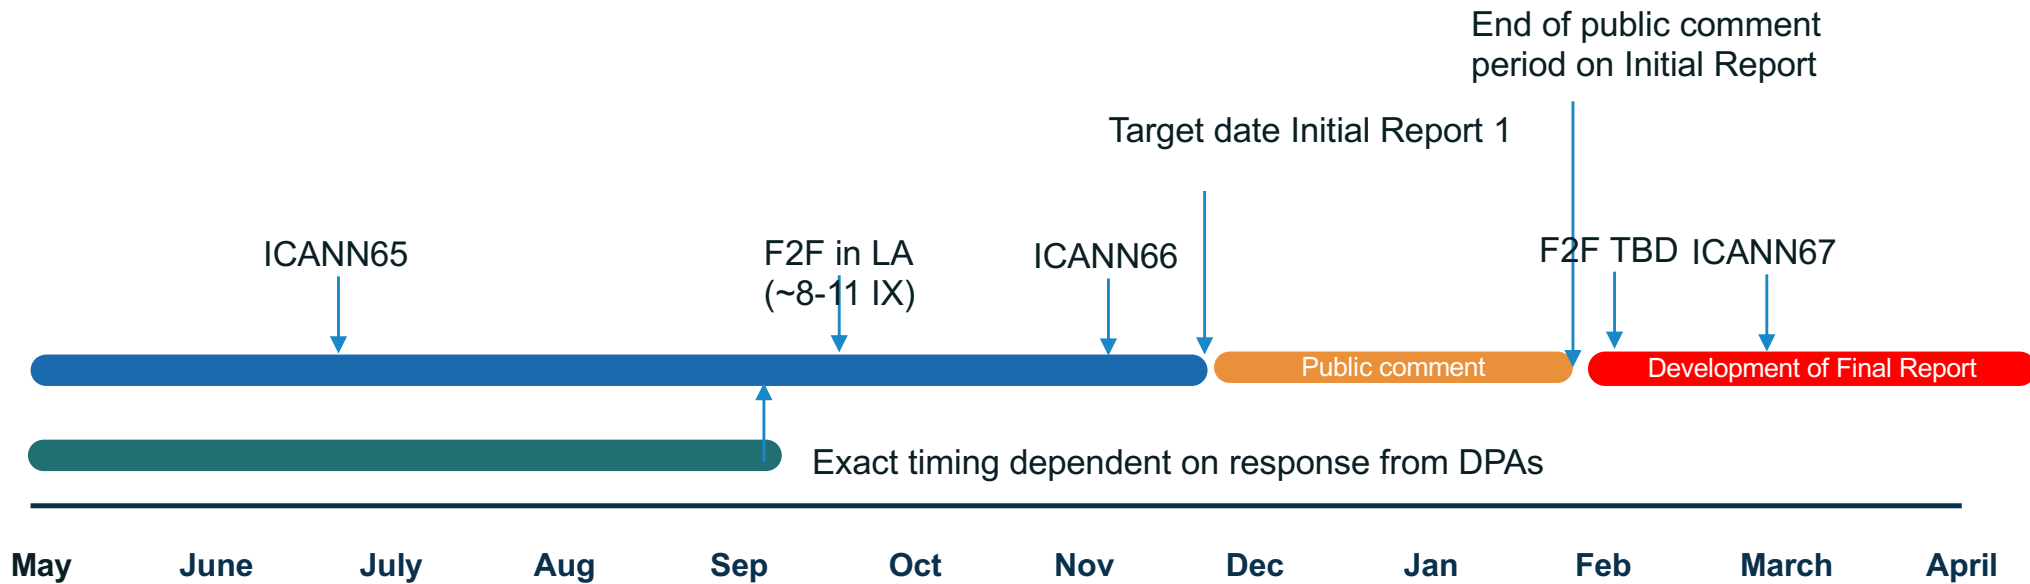 End of public comment
period on Initial Report
Target date Initial Report 1
ICANN65
F2F in LA
(~8-11 IX)
ICANN66
F2F TBD
ICANN67
Public comment
Development of Final Report
Exact timing dependent on response from DPAs
May June July Aug Sep Oct Nov Dec Jan Feb March April